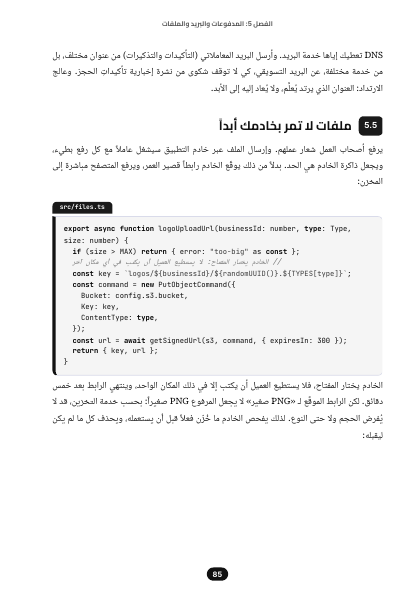 الفصل 5: المدفوعات والبريد والملفات
DNS تعطيك إياها خدمة البريد. وأرسل البريد المعاملاتي (التأكيدات والتذكيرات) من عنوان مختلف، بل
من خدمة مختلفة، عن البريد التسويقي، كي لا توقف شكوى من نشرة إخبارية تأكيدات الحجز. وعالج
الارتداد: العنوان الذي يرتد يُعلَّم، ولا يُعاد إليه إلى الأبد.
5.5 ملفات لا تمر بخادمك أبداً
يرفع أصحاب العمل شعار عملهم. وإرسال الملف عبر خادم التطبيق سيشغل عاملاً مع كل رفع بطيء،
ويجعل ذاكرة الخادم هي الحد. بدلاً من ذلك يوقّع الخادم رابطاً قصير العمر، ويرفع المتصفح مباشرة إلى
المخزن:
src/files.ts
export async function logoUploadUrl(businessId: number, type: Type,
size: number) {
if (size > MAX) return { error: "too-big" as const };
// الخادم يختار المفتاح: لا يستطيع العميل أن يكتب في أي مكان آخر
const key = `logos/${businessId}/${randomUUID()}.${TYPES[type]}`;
const command = new PutObjectCommand({
Bucket: config.s3.bucket,
Key: key,
ContentType: type,
});
const url = await getSignedUrl(s3, command, { expiresIn: 300 });
return { key, url };
}
الخادم يختار المفتاح، فلا يستطيع العميل أن يكتب إلا في ذلك المكان الواحد، وينتهي الرابط بعد خمس
دقائق. لكن الرابط الموقّع لـ «PNG صغير» لا يجعل المرفوع PNG صغيراً: بحسب خدمة التخزين، قد لا
يُفرض الحجم ولا حتى النوع. لذلك يفحص الخادم ما خُزّن فعلاً قبل أن يستعمله، ويحذف كل ما لم يكن
ليقبله:
85